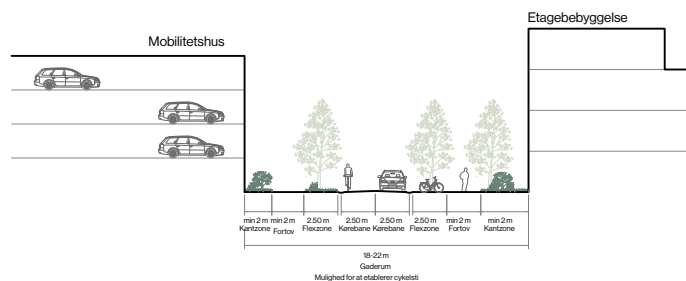 Etagebebyggelse
Mobilitetshus
min 2 m min 2 m 2.50 m 2.50 m 2.50 m 2.50 m min 2 m min 2 m
Kantzone Fortov Flexzone Kørebane Kørebane Flexzone Fortov Kantzone
18-22 m
Gaderum
Mulighed for at etablerer cykelsti